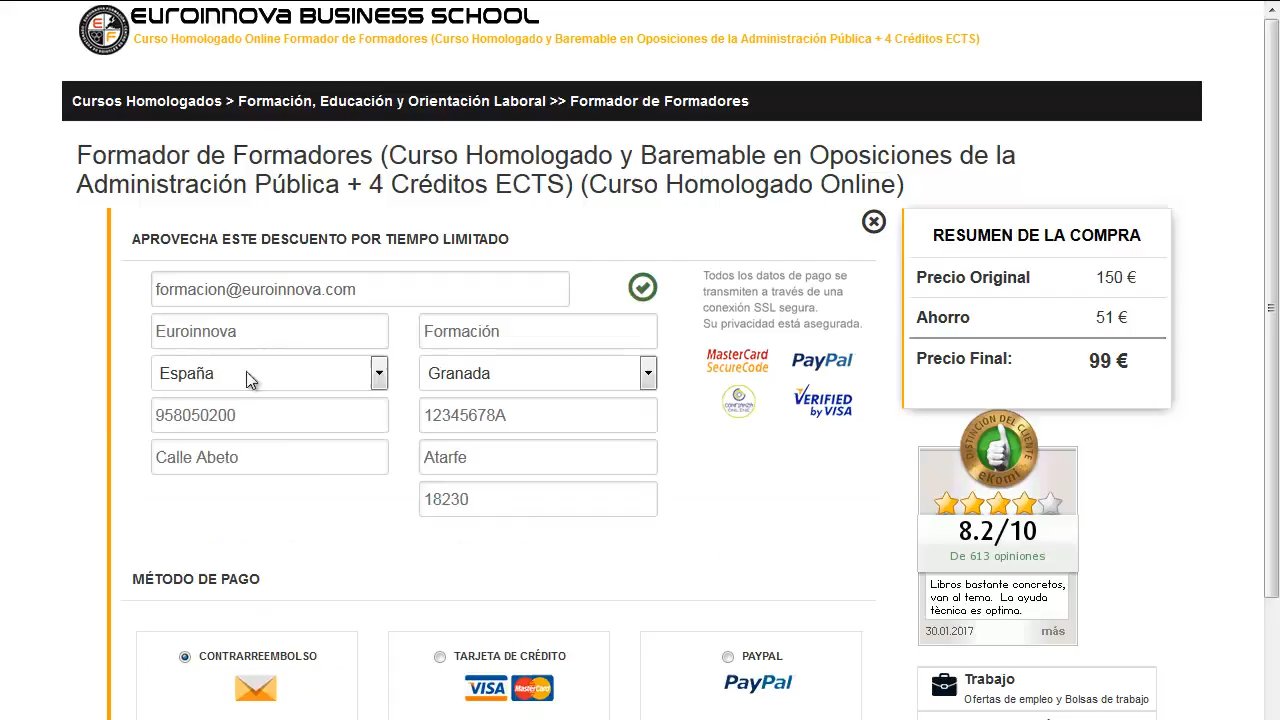 EUROINNOVA BUSINESS SCHOOL
Curso Homologado Online Formador de Formadores (Curso Homologado y Baremable en Oposiciones de la Administración Pública + 4 Créditos ECTS)
Cursos Homologados > Formación, Educación y Orientación Laboral >> Formador de Formadores
Formador de Formadores (Curso Homologado y Baremable en Oposiciones de la
Administración Pública + 4 Créditos ECTS) (Curso Homologado Online)
APROVECHA ESTE DESCUENTO POR TIEMPO LIMITADO
formacion@euroinnova.com
Euroinnova
Formación
España
Granada
958050200
12345678A
Calle Abeto
Atarfe
18230
Todos los datos de pago se
transmiten a través de una
conexión SSL segura.
Su privacidad está asegurada.
MasterCard PayPal
SecureCode
CONFIANZA
ONLINE
VERIFIED
by VISA
MÉTODO DE PAGO
CONTRARREEMBOLSO
TARJETA DE CRÉDITO
VISA MasterCard
PAYPAL
PayPal
RESUMEN DE LA COMPRA
Precio Original 150 €
Ahorro 51 €
Precio Final: 99 €
DISTINCIÓN DEL CLIENTE
eKomi
8.2/10
De 613 opiniones
Libros bastante concretos,
van al tema. La ayuda
tècnica es optima.
30.01.2017 más
Trabajo
Ofertas de empleo y Bolsas de trabajo